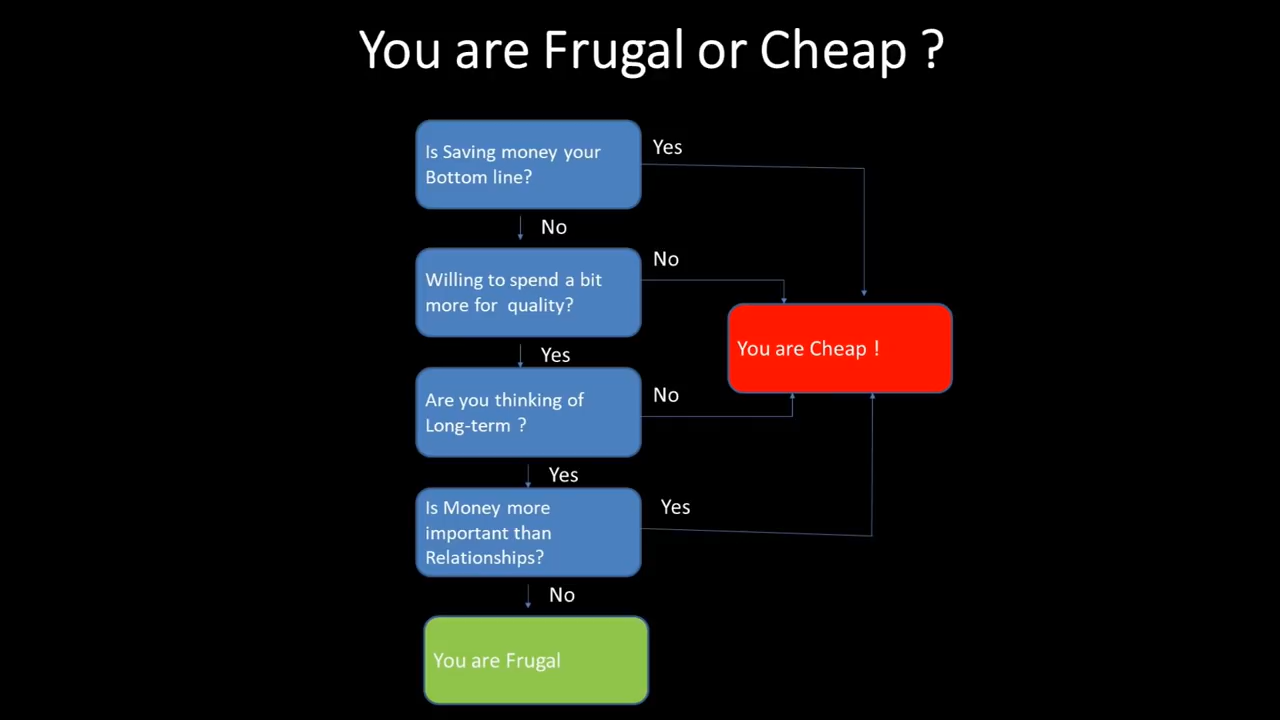 You are Frugal or Cheap ?
Is Saving money your
Bottom line?
Yes
No
Willing to spend a bit
more for  quality?
No
Yes
You are Cheap !
Are you thinking of
Long-term ?
No
Yes
Is Money more
important than
Relationships?
Yes
No
You are Frugal